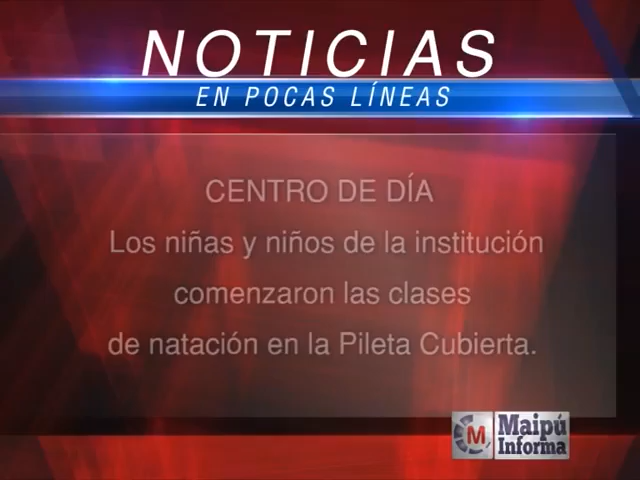 NOTICIAS
EN POCAS LÍNEAS
CENTRO DE DÍA
Los niñas y niños de la institución
comenzaron las clases
de natación en la Pileta Cubierta.
M Maipú
Informa